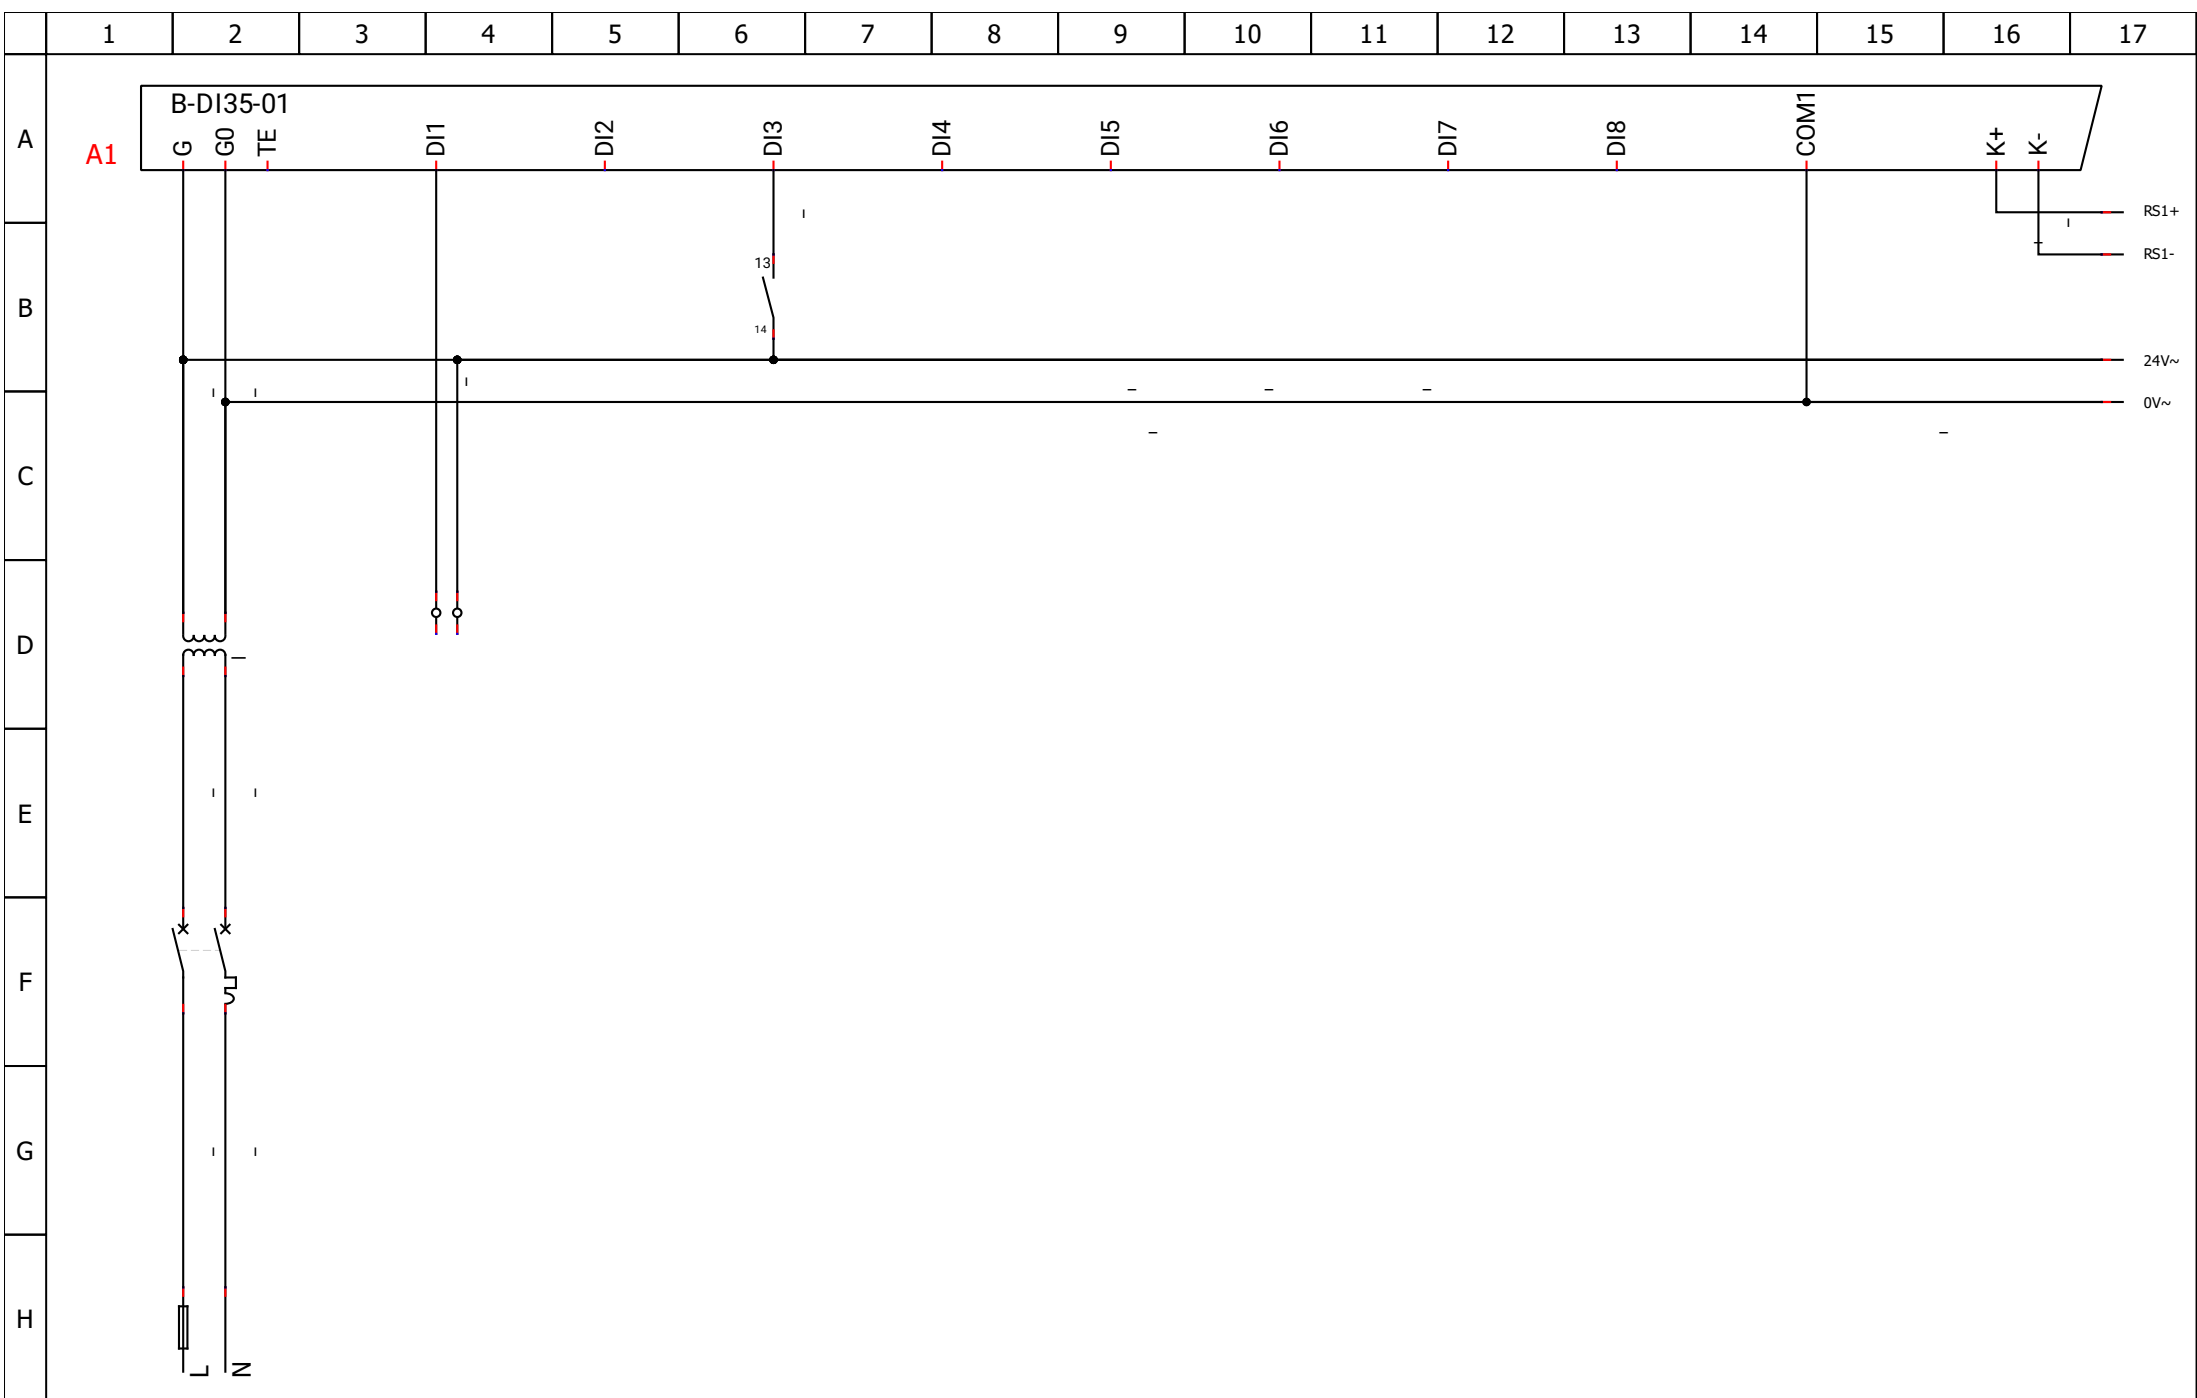 1 2 3 4 5 6 7 8 9 10 11 12 13 14 15 16 17
A
B-DI35-01
A1
G G0 TE DI1 DI2 DI3 DI4 DI5 DI6 DI7 DI8 COM1 K+ K-
RS1+
RS1-
B
13
14
24V~
0V~
C
D
E
F
G
H
L N